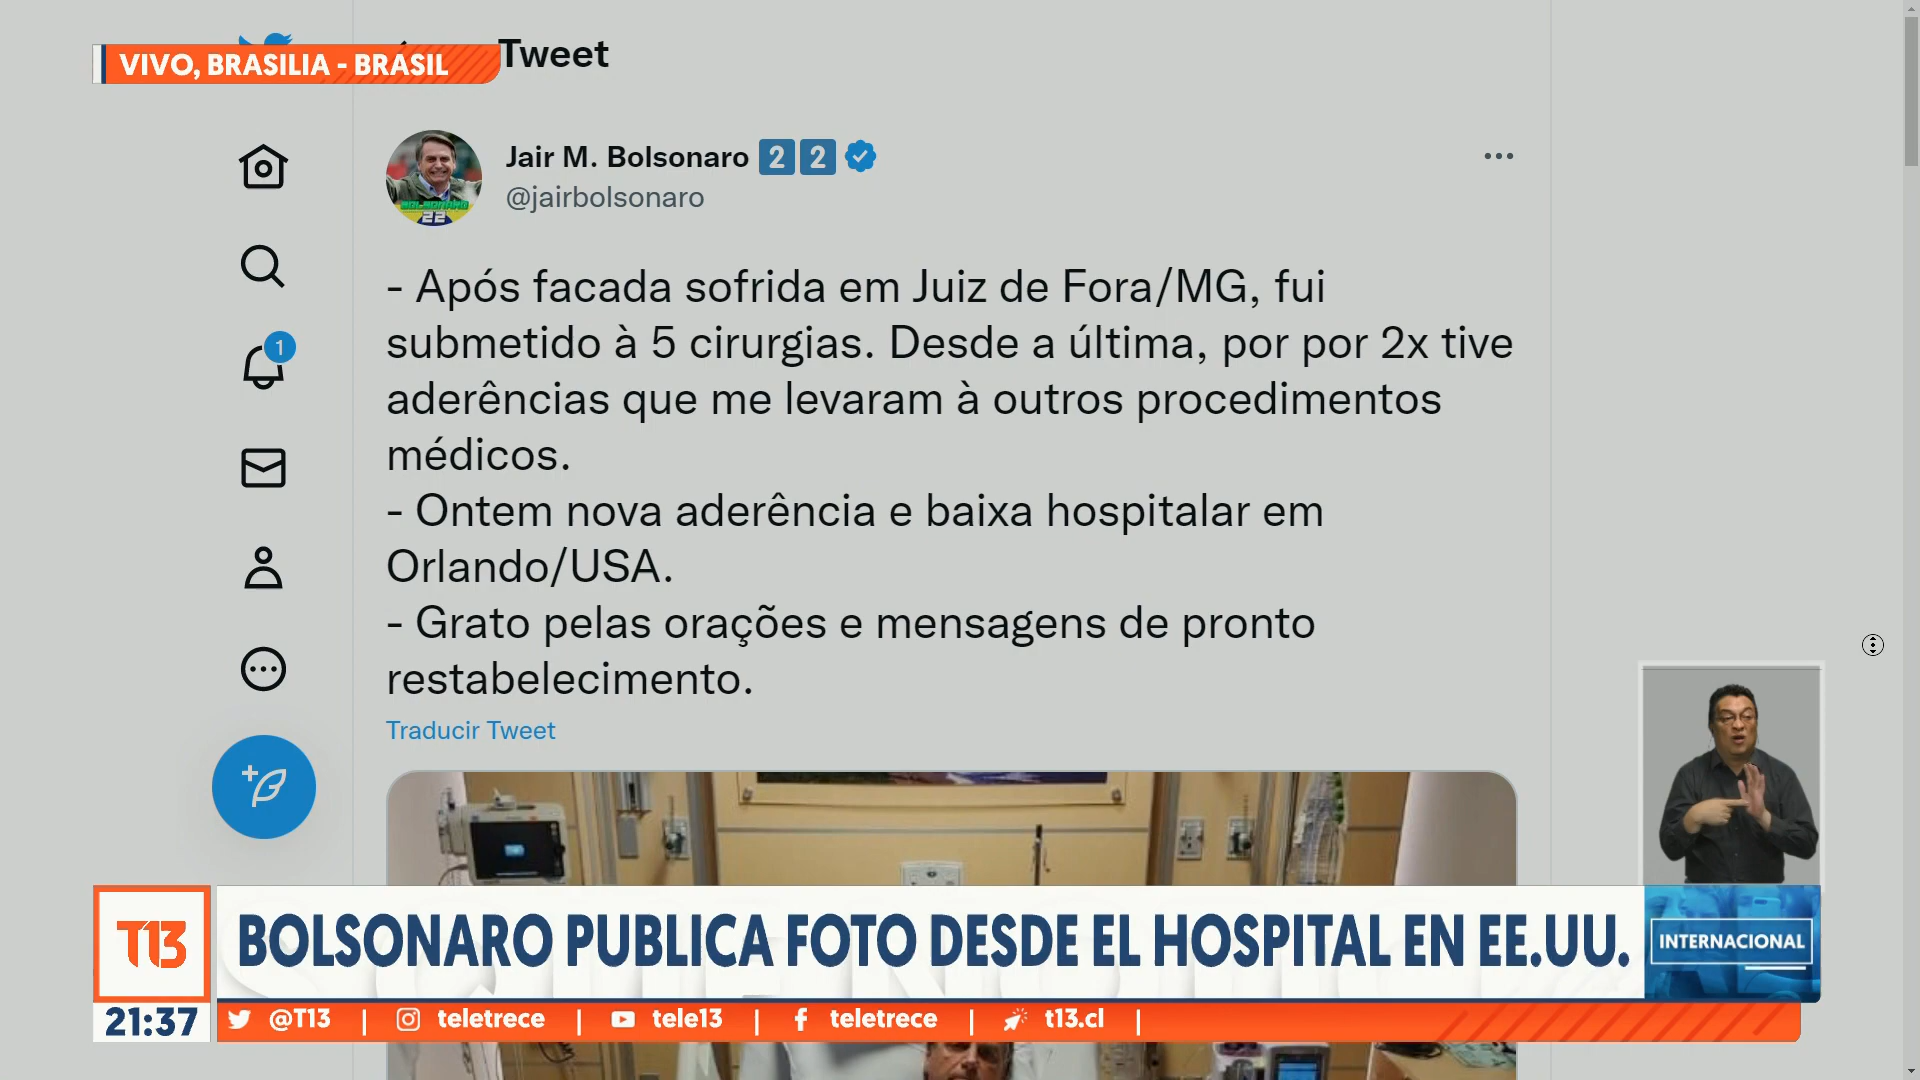 VIVO, BRASILIA - BRASIL
Tweet
Jair M. Bolsonaro 2 2
@jairbolsonaro
BOLSONARO
22
- Após facada sofrida em Juiz de Fora/MG, fui
submetido à 5 cirurgias. Desde a última, por por 2x tive
aderências que me levaram à outros procedimentos
médicos.
- Ontem nova aderência e baixa hospitalar em
Orlando/USA.
- Grato pelas orações e mensagens de pronto
restabelecimento.
Traducir Tweet
1
T13
BOLSONARO PUBLICA FOTO DESDE EL HOSPITAL EN EE.UU.
INTERNACIONAL
21:37
@T13 | teletrece | tele13 | teletrece | t13.cl |